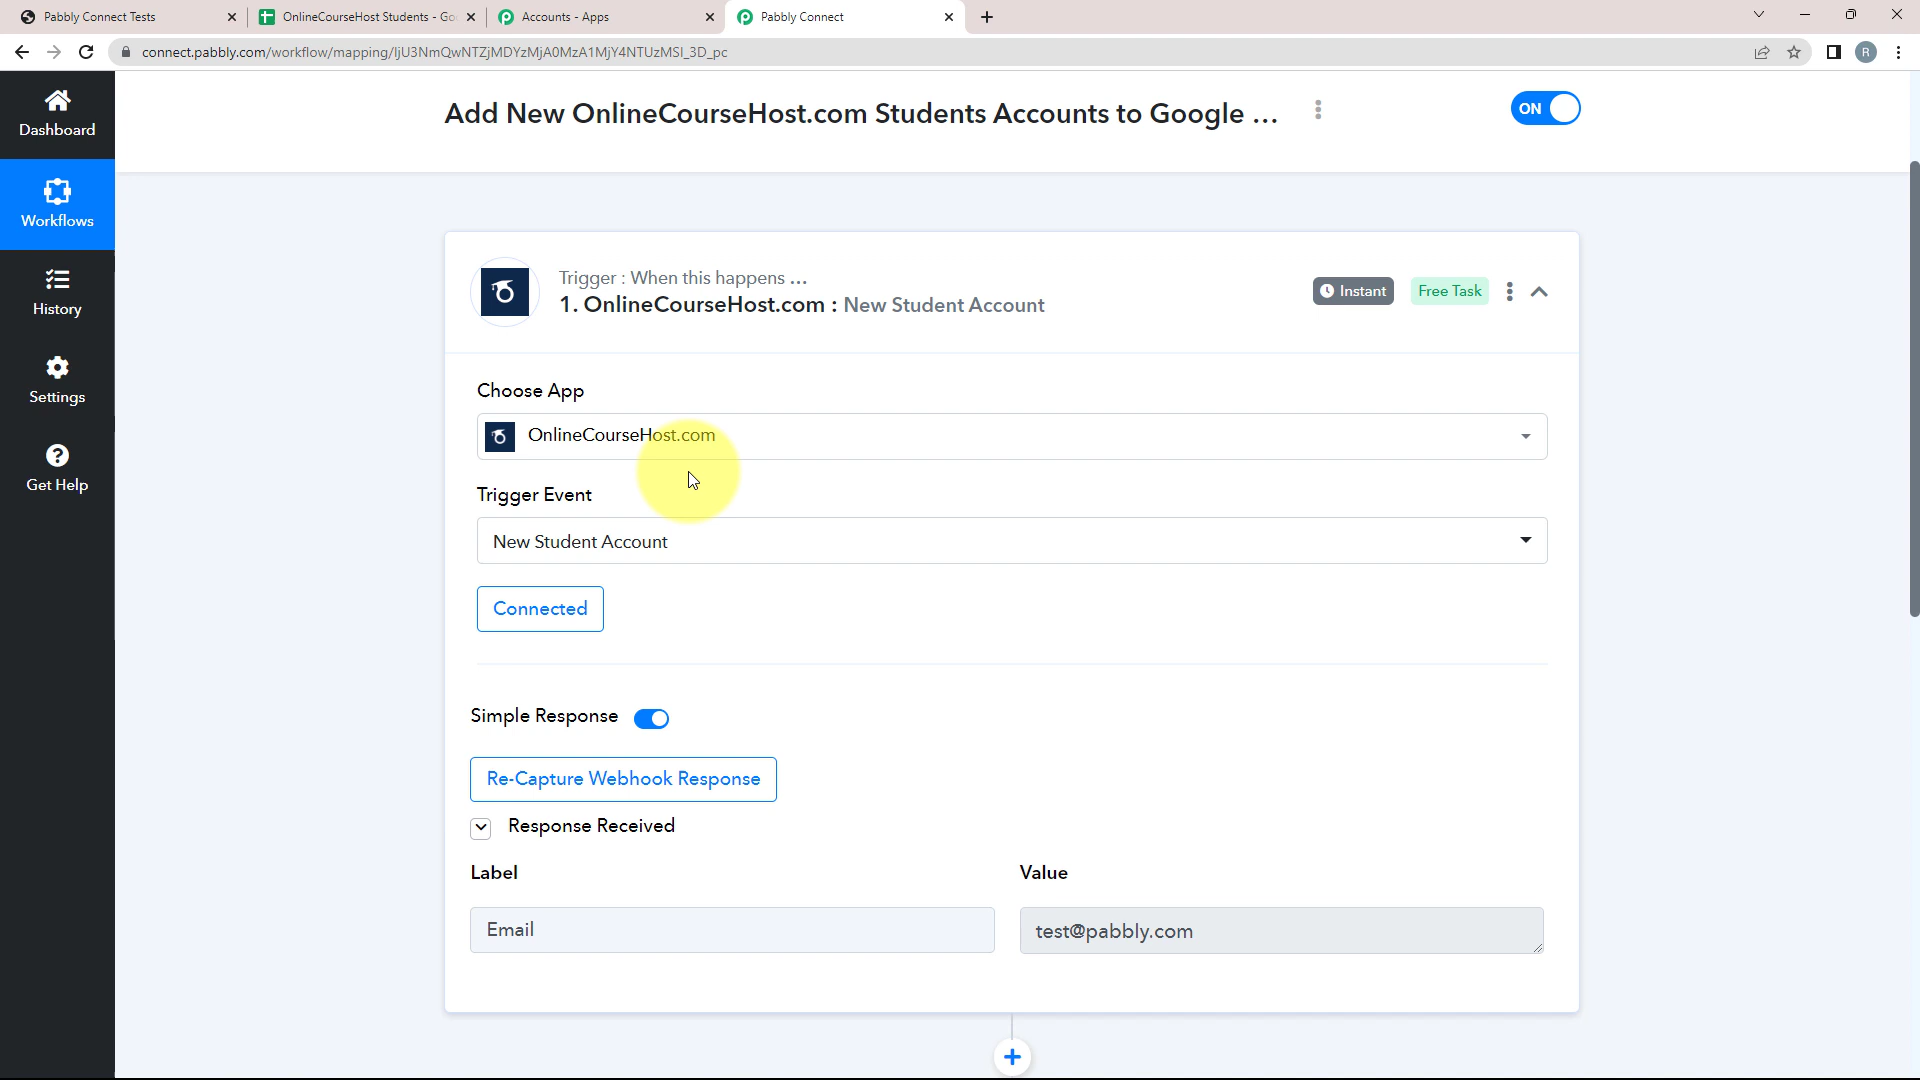 Pabbly Connect Tests
OnlineCourseHost Students - Go
Accounts - Apps
Pabbly Connect
connect.pabbly.com/workflow/mapping/IjU3NmQwNTZjMDYzMjA0MzA1MjY4NTUzMSI_3D_pc
R
Dashboard
Workflows
History
Settings
Get Help
Add New OnlineCourseHost.com Students Accounts to Google ...
ON
Trigger : When this happens ...
1. OnlineCourseHost.com : New Student Account
Instant
Free Task
Choose App
OnlineCourseHost.com
Trigger Event
New Student Account
Connected
Simple Response
Re-Capture Webhook Response
Response Received
Label
Value
Email
test@pabbly.com